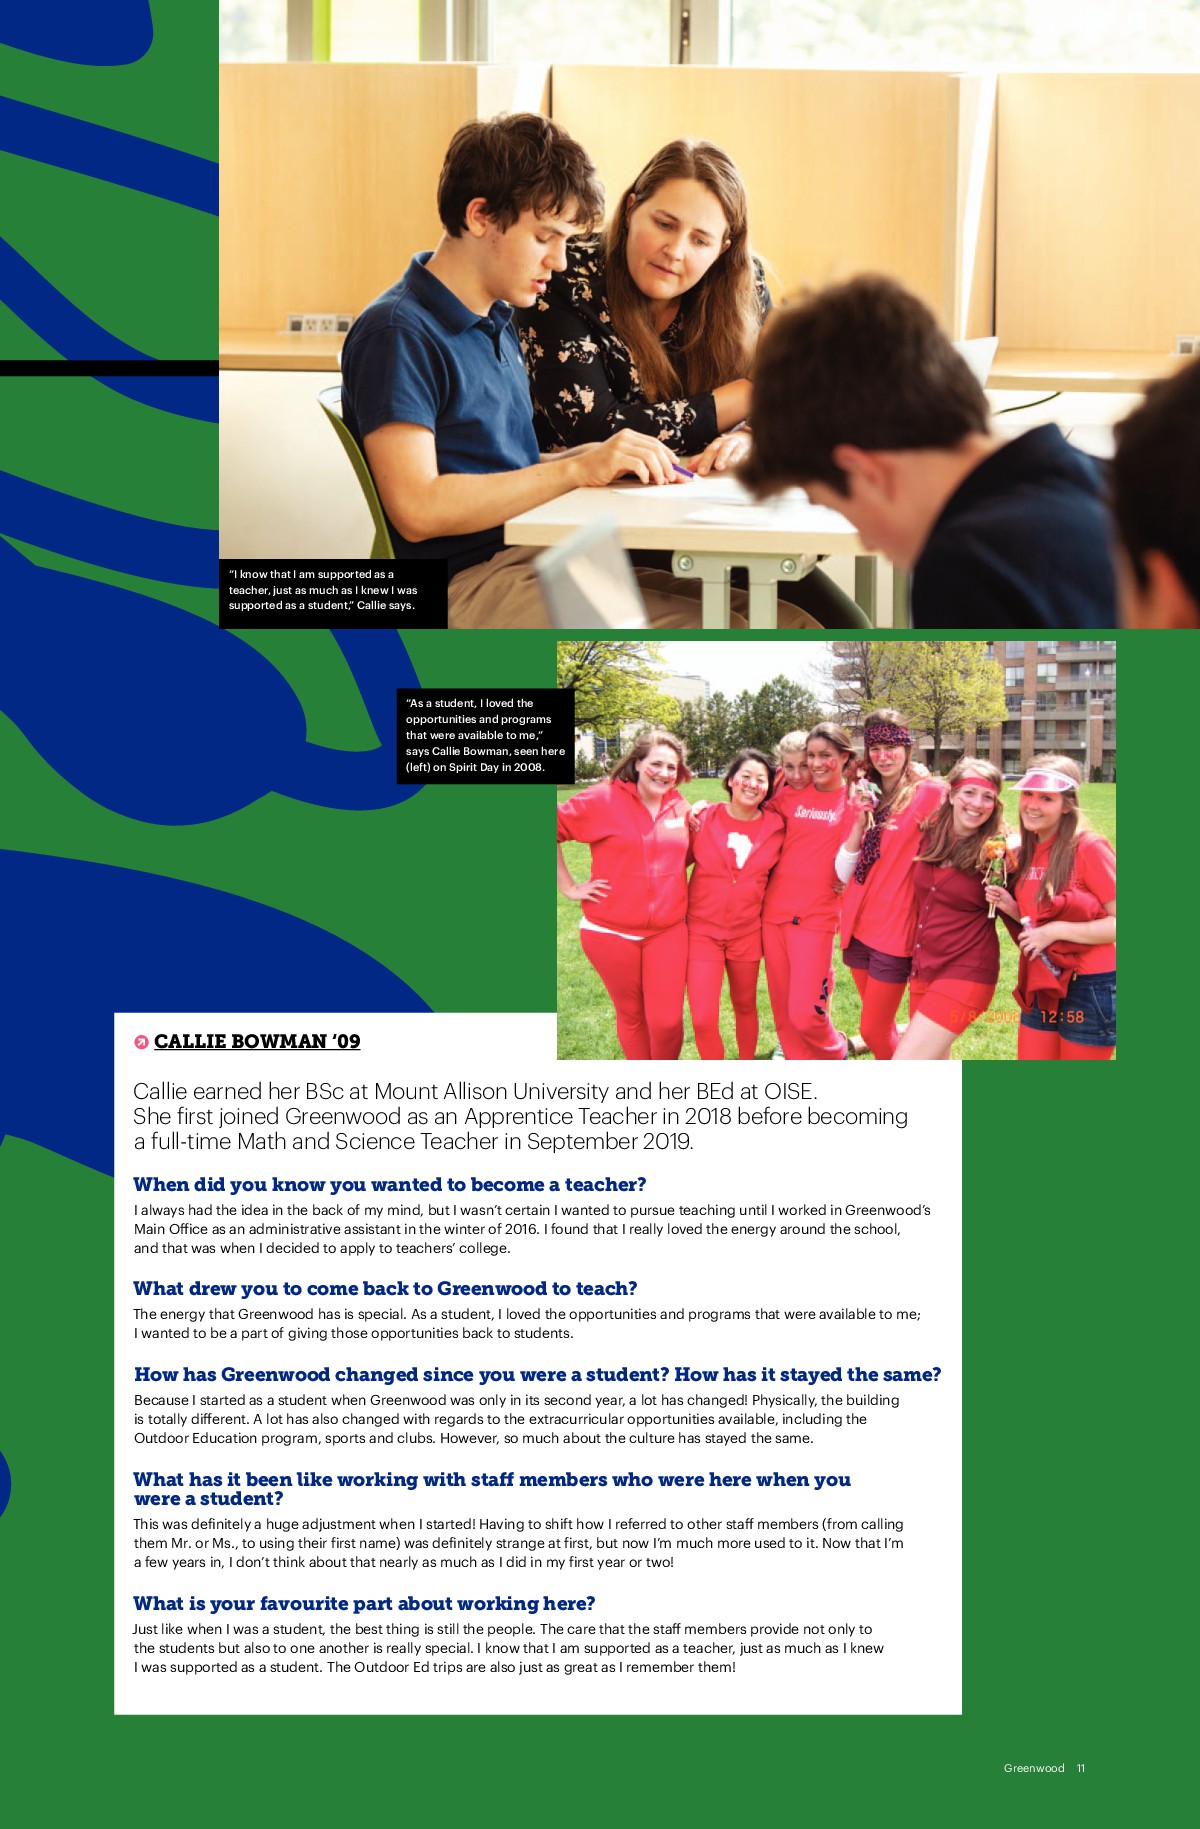 “I know that I am supported as a
teacher, just as much as I knew I was
supported as a student,” Callie says.
“As a student, I loved the
opportunities and programs
that were available to me,”
says Callie Bowman, seen here
(left) on Spirit Day in 2008.
Seriously.
5/8/2008 12:58
CALLIE BOWMAN ‘09
Callie earned her BSc at Mount Allison University and her BEd at OISE.
She first joined Greenwood as an Apprentice Teacher in 2018 before becoming
a full-time Math and Science Teacher in September 2019.
When did you know you wanted to become a teacher?
I always had the idea in the back of my mind, but I wasn’t certain I wanted to pursue teaching until I worked in Greenwood’s
Main Office as an administrative assistant in the winter of 2016. I found that I really loved the energy around the school,
and that was when I decided to apply to teachers’ college.
What drew you to come back to Greenwood to teach?
The energy that Greenwood has is special. As a student, I loved the opportunities and programs that were available to me;
I wanted to be a part of giving those opportunities back to students.
How has Greenwood changed since you were a student? How has it stayed the same?
Because I started as a student when Greenwood was only in its second year, a lot has changed! Physically, the building
is totally different. A lot has also changed with regards to the extracurricular opportunities available, including the
Outdoor Education program, sports and clubs. However, so much about the culture has stayed the same.
What has it been like working with staff members who were here when you
were a student?
This was definitely a huge adjustment when I started! Having to shift how I referred to other staff members (from calling
them Mr. or Ms., to using their first name) was definitely strange at first, but now I’m much more used to it. Now that I’m
a few years in, I don’t think about that nearly as much as I did in my first year or two!
What is your favourite part about working here?
Just like when I was a student, the best thing is still the people. The care that the staff members provide not only to
the students but also to one another is really special. I know that I am supported as a teacher, just as much as I knew
I was supported as a student. The Outdoor Ed trips are also just as great as I remember them!
Greenwood 11